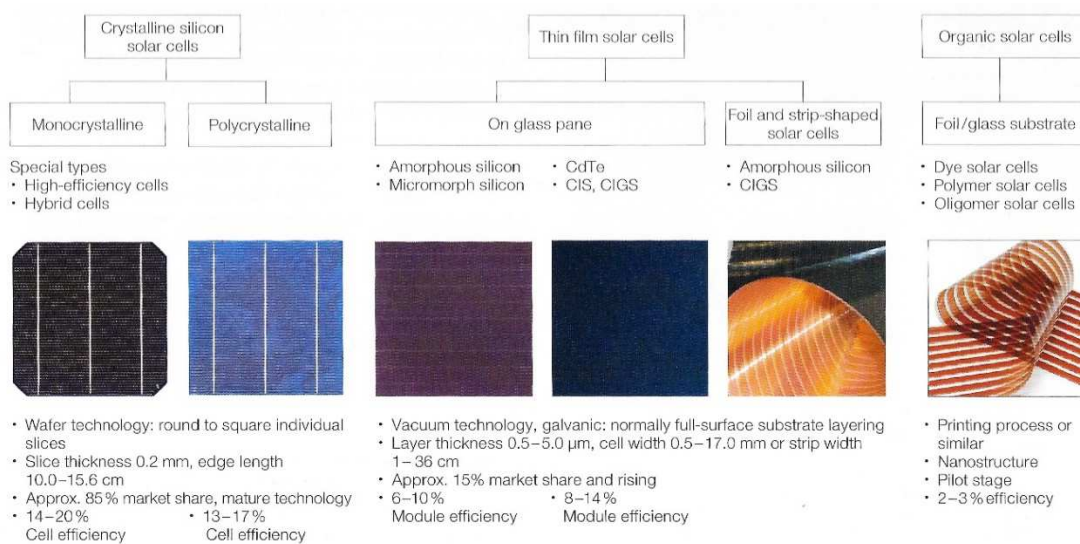 Crystalline silicon
solar cells
Thin film solar cells
Organic solar cells
Monocrystalline
Polycrystalline
On glass pane
Foil and strip-shaped
solar cells
Foil/glass substrate
Special types
• High-efficiency cells
• Hybrid cells
• Amorphous silicon
• Micromorph silicon
• CdTe
• CIS, CIGS
• Amorphous silicon
• CIGS
• Dye solar cells
• Polymer solar cells
• Oligomer solar cells
• Wafer technology: round to square individual
slices
• Slice thickness 0.2 mm, edge length
10.0–15.6 cm
• Approx. 85% market share, mature technology
• 14–20%
Cell efficiency
• 13–17%
Cell efficiency
• Vacuum technology, galvanic: normally full-surface substrate layering
• Layer thickness 0.5–5.0 µm, cell width 0.5–17.0 mm or strip width
1–36 cm
• Approx. 15% market share and rising
• 6–10%
Module efficiency
• 8–14%
Module efficiency
• Printing process or
similar
• Nanostructure
• Pilot stage
• 2–3% efficiency